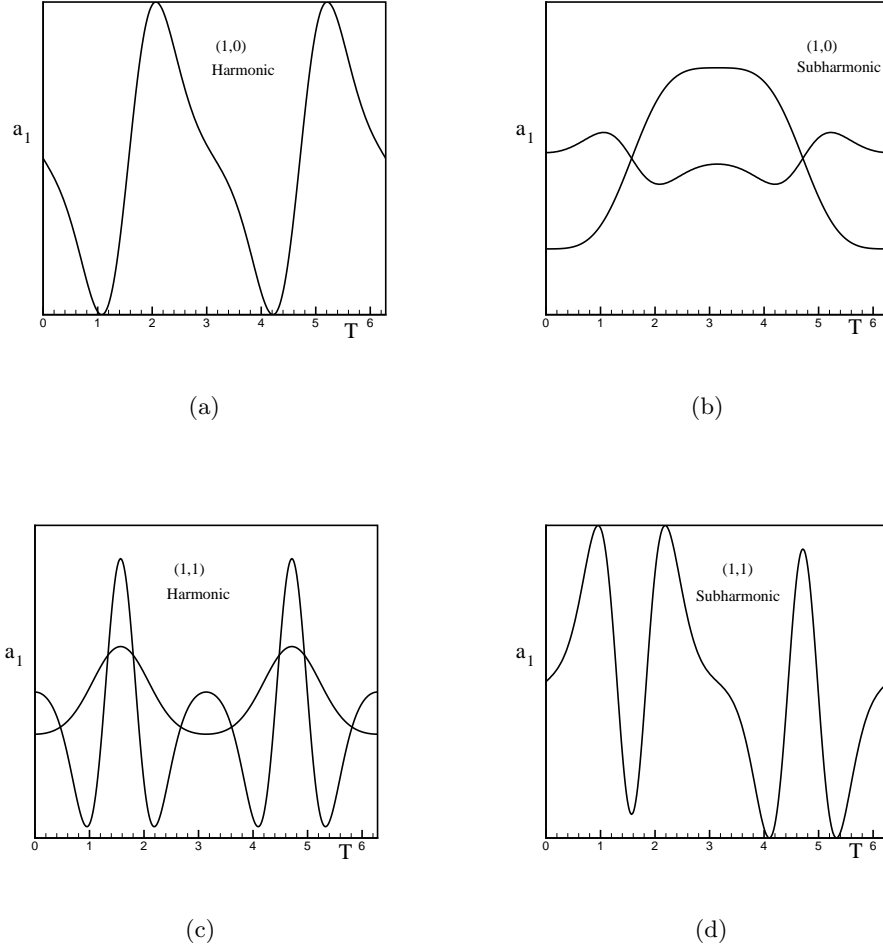 (1,0)
Harmonic
a1
0 1 2 3 4 5 6
T
(a)
(1,0)
Subharmonic
a1
0 1 2 3 4 5 6
T
(b)
(1,1)
Harmonic
a1
0 1 2 3 4 5 6
T
(c)
(1,1)
Subharmonic
a1
0 1 2 3 4 5 6
T
(d)